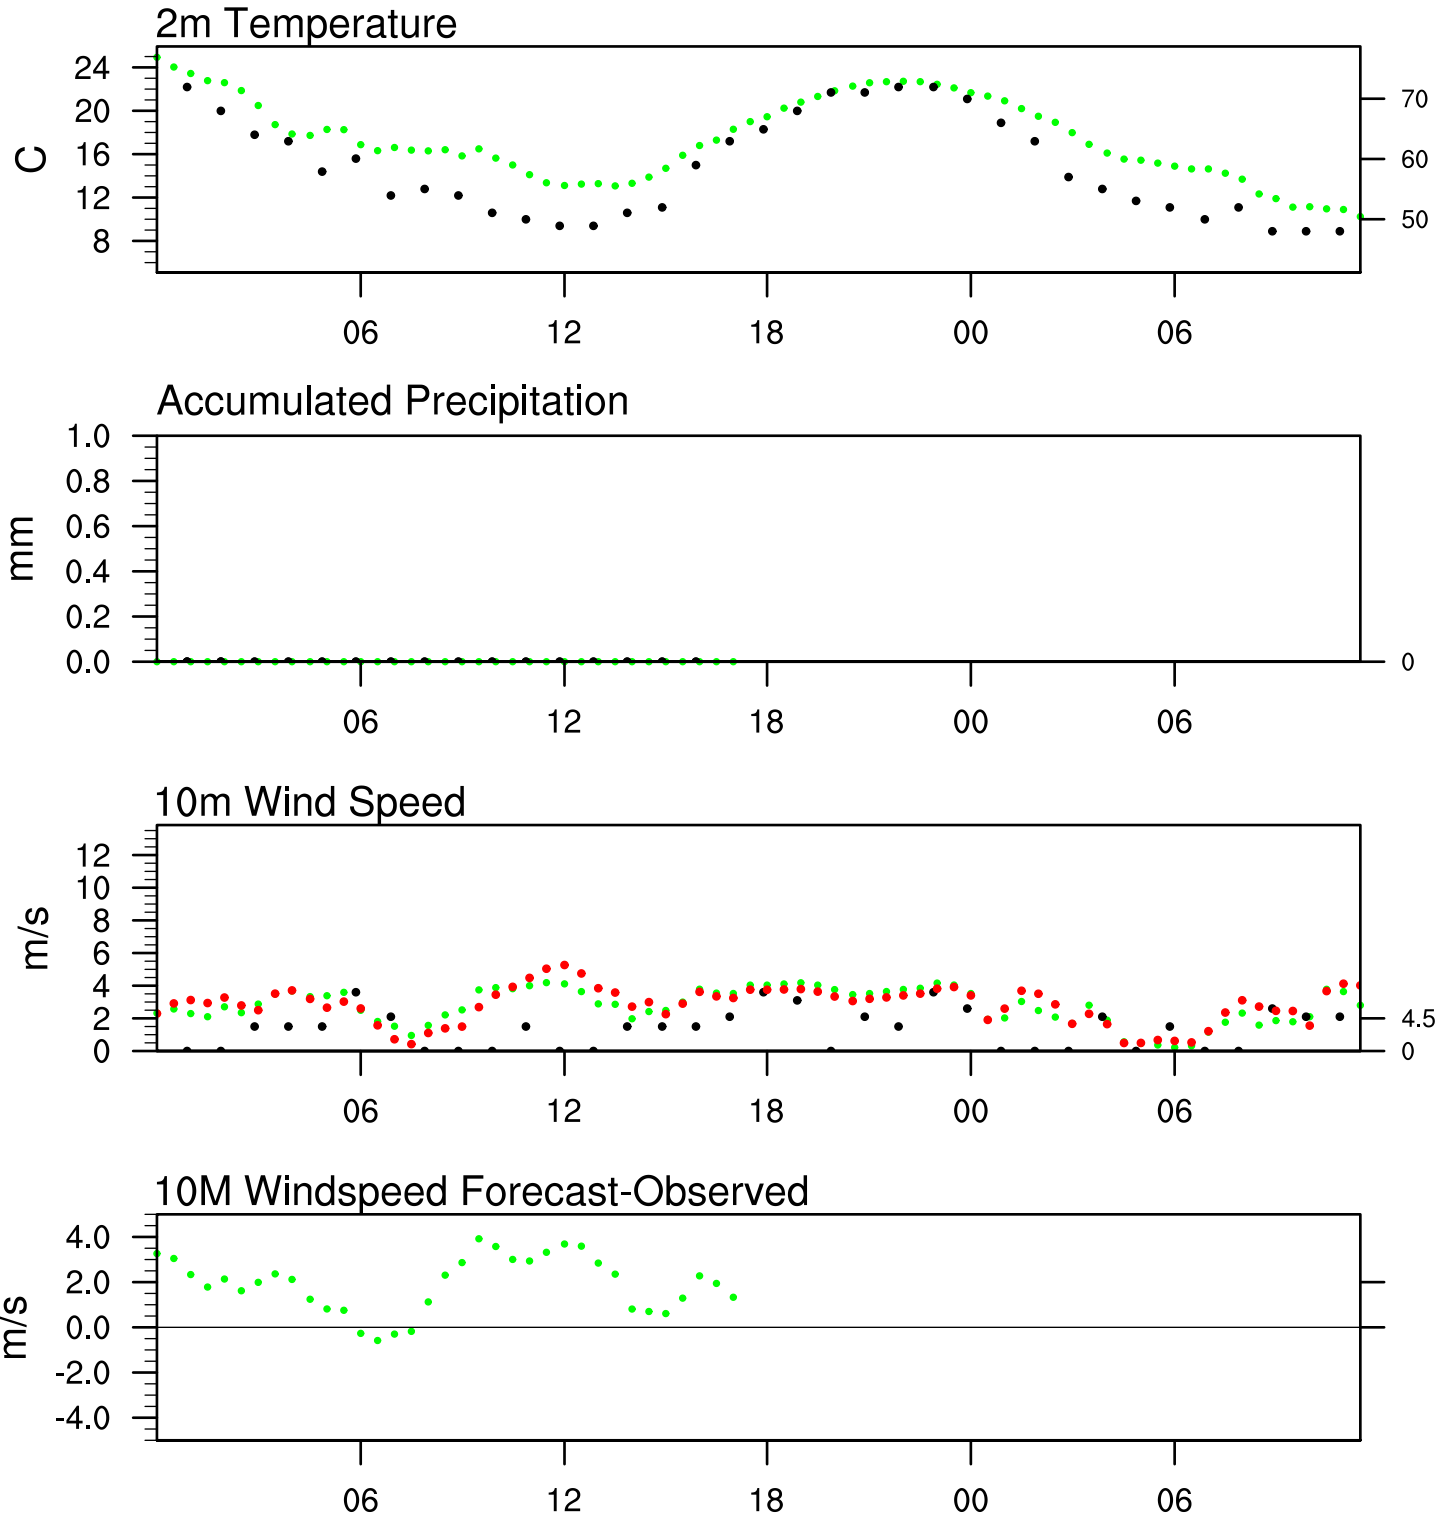 2m Temperature
24
20
16
12
8
C
70
60
50
06 12 18 00 06
Accumulated Precipitation
1.0
0.8
0.6
0.4
0.2
0.0
mm
0
06 12 18 00 06
10m Wind Speed
12
10
8
6
4
2
0
m/s
4.5
0
06 12 18 00 06
10M Windspeed Forecast-Observed
4.0
2.0
0.0
-2.0
-4.0
m/s
06 12 18 00 06